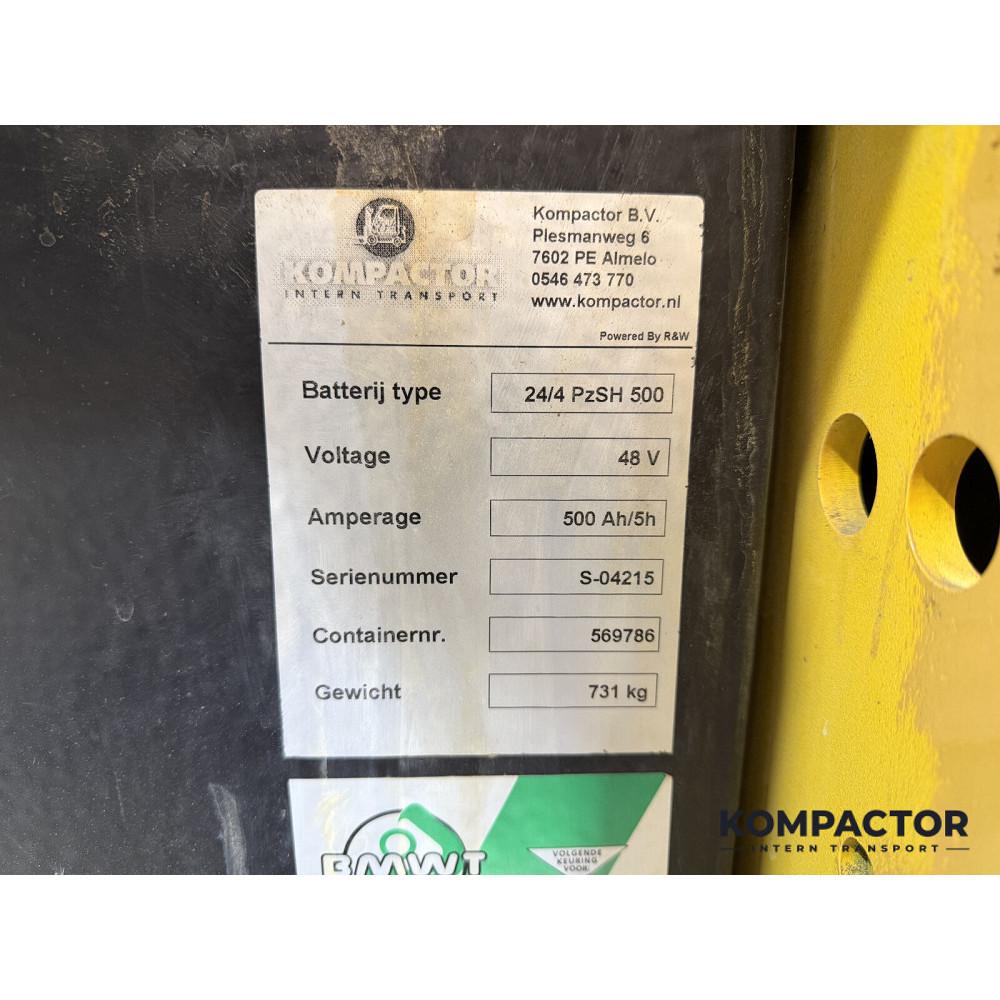 KOMPACTOR
INTERN TRANSPORT
Kompactor B.V.
Plesmanweg 6
7602 PE Almelo
0546 473 770
www.kompactor.nl
Powered By R&W
Batterij type 24/4 PzSH 500
Voltage 48 V
Amperage 500 Ah/5h
Serienummer S-04215
Containernr. 569786
Gewicht 731 kg
BMWT
VOLGENDE
KEURING
VOOR:
KOMPACTOR
INTERN TRANSPORT